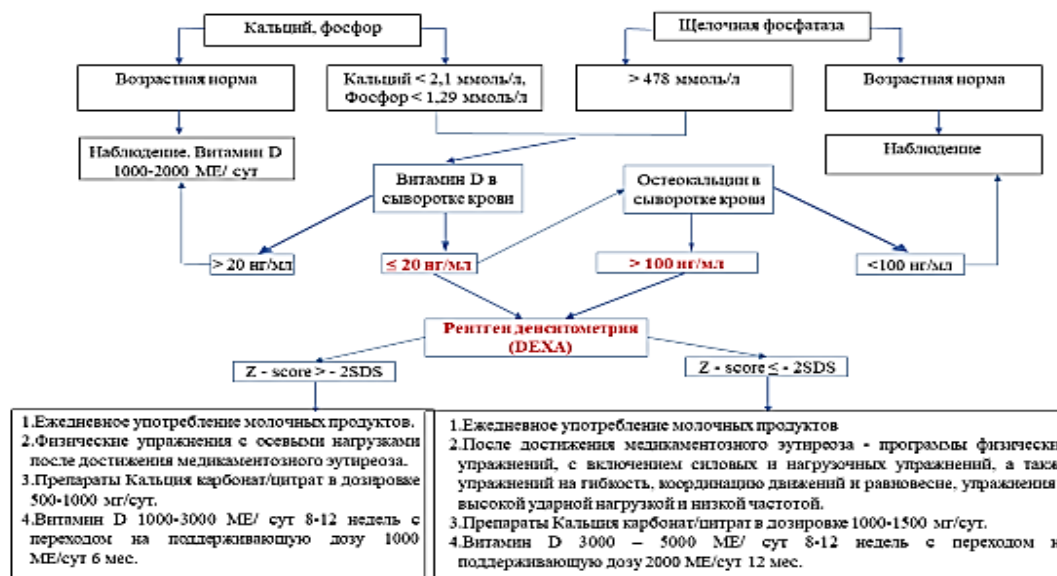 Кальций, фосфор
Щелочная фосфатаза
Возрастная норма
Кальций < 2,1 ммоль/л,
Фосфор < 1,29 ммоль/л
> 478 ммоль/л
Возрастная норма
Наблюдение. Витамин D
1000-2000 МЕ/ сут
Наблюдение
Витамин D в
сыворотке крови
Остеокальцин в
сыворотке крови
> 20 нг/мл
≤ 20 нг/мл
> 100 нг/мл
<100 нг/мл
Рентген денситометрия
(DEXA)
Z - score > - 2SDS
Z - score ≤ - 2SDS
1.Ежедневное употребление молочных продуктов.
2.Физические упражнения с осевыми нагрузками
после достижения медикаментозного эутиреоза.
3.Препараты Кальция карбонат/цитрат в дозировке
500-1000 мг/сут.
4.Витамин D 1000-3000 МЕ/ сут 8-12 недель с
переходом на поддерживающую дозу 1000
МЕ/сут 6 мес.
1.Ежедневное употребление молочных продуктов
2.После достижения медикаментозного эутиреоза - программы физически
упражнений, с включением силовых и нагрузочных упражнений, а такж
упражнений на гибкость, координацию движений и равновесие, упражнения
высокой ударной нагрузкой и низкой частотой.
3.Препараты Кальция карбонат/цитрат в дозировке 1000-1500 мг/сут.
4.Витамин D 3000 – 5000 МЕ/ сут 8-12 недель с переходом н
поддерживающую дозу 2000 МЕ/сут 12 мес.